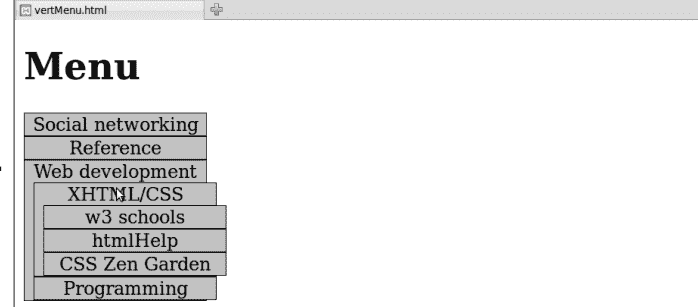 vertMenu.html
Menu
Social networking
Reference
Web development
XHTML/CSS
w3 schools
htmlHelp
CSS Zen Garden
Programming